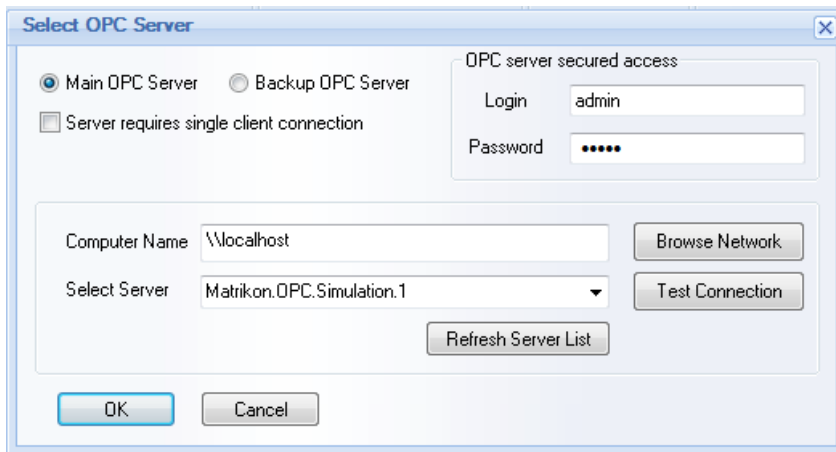 Select OPC Server
Main OPC Server
Backup OPC Server
Server requires single client connection
OPC server secured access
Login admin
Password •••••
Computer Name \\localhost
Browse Network
Select Server Matrikon.OPC.Simulation.1
Test Connection
Refresh Server List
OK
Cancel